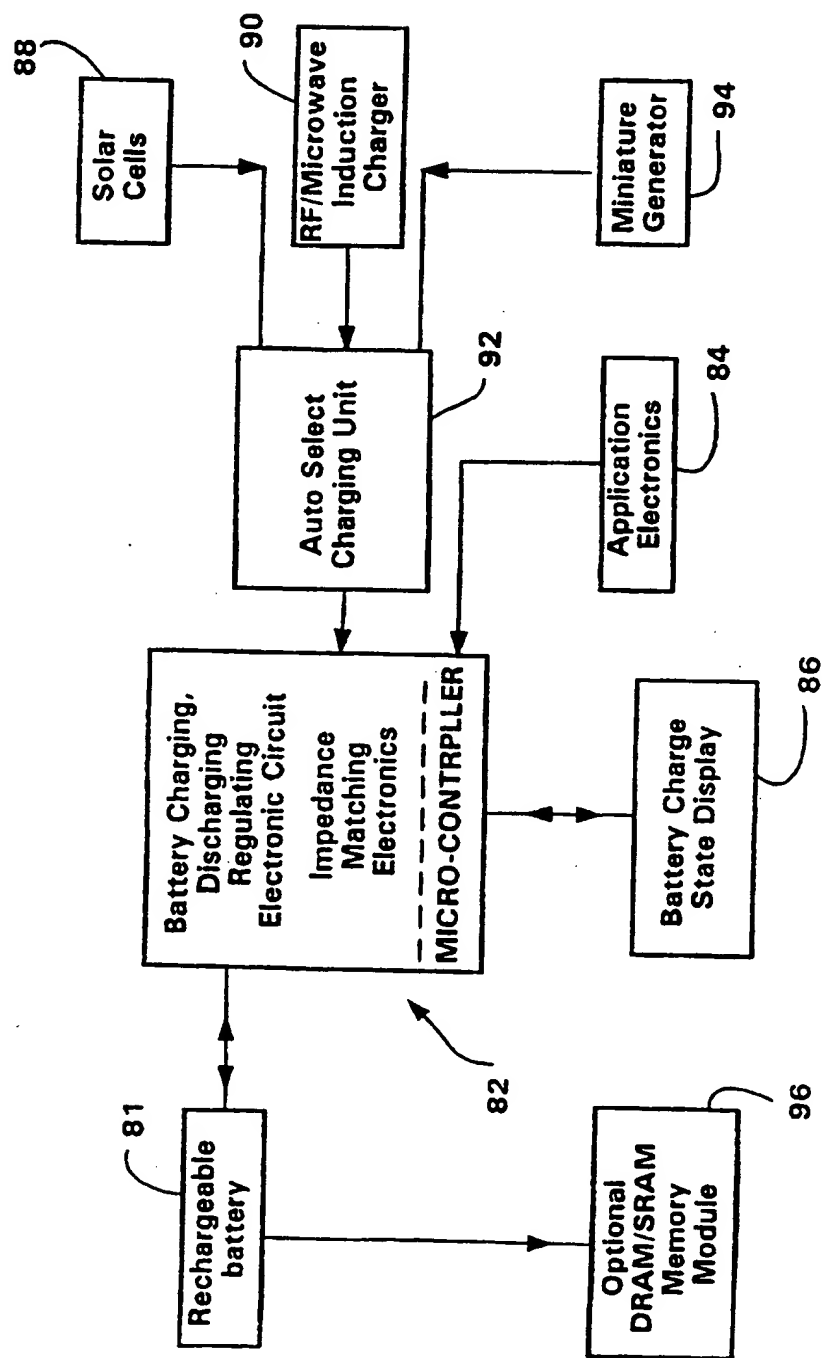 88
Solar
Cells
90
RF/Microwave
Induction
Charger
94
Miniature
Generator
Auto Select
Charging Unit
92
84
Application
Electronics
Battery Charging,
Discharging
Regulating
Electronic Circuit
Impedance
Matching
Electronics
MICRO-CONTRPLLER
82
86
Battery Charge
State Display
81
Rechargeable
battery
96
Optional
DRAM/SRAM
Memory
Module